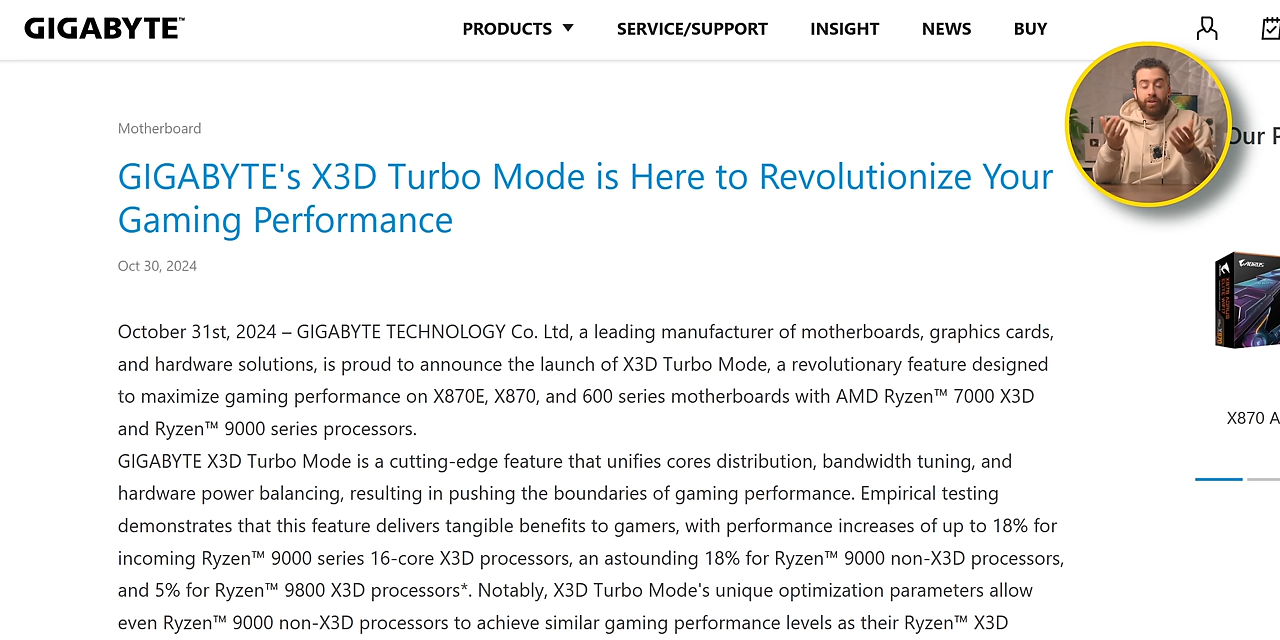 GIGABYTE™
PRODUCTS
SERVICE/SUPPORT
INSIGHT
NEWS
BUY
Motherboard
GIGABYTE's X3D Turbo Mode is Here to Revolutionize Your
Gaming Performance
Oct 30, 2024
October 31st, 2024 – GIGABYTE TECHNOLOGY Co. Ltd, a leading manufacturer of motherboards, graphics cards,
and hardware solutions, is proud to announce the launch of X3D Turbo Mode, a revolutionary feature designed
to maximize gaming performance on X870E, X870, and 600 series motherboards with AMD Ryzen™ 7000 X3D
and Ryzen™ 9000 series processors.
GIGABYTE X3D Turbo Mode is a cutting-edge feature that unifies cores distribution, bandwidth tuning, and
hardware power balancing, resulting in pushing the boundaries of gaming performance. Empirical testing
demonstrates that this feature delivers tangible benefits to gamers, with performance increases of up to 18% for
incoming Ryzen™ 9000 series 16-core X3D processors, an astounding 18% for Ryzen™ 9000 non-X3D processors,
and 5% for Ryzen™ 9800 X3D processors*. Notably, X3D Turbo Mode's unique optimization parameters allow
even Ryzen™ 9000 non-X3D processors to achieve similar gaming performance levels as their Ryzen™ X3D
Our P
AORUS
X870 A